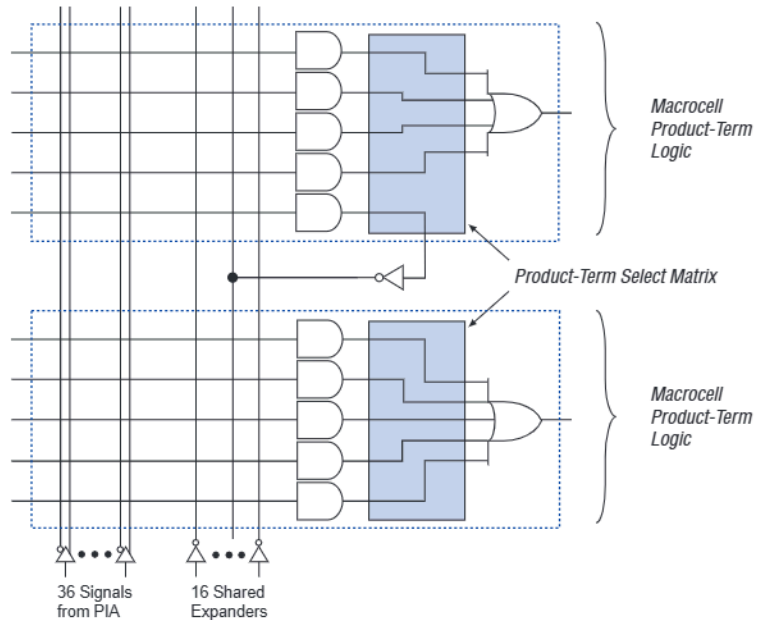 Macrocell
Product-Term
Logic
Product-Term Select Matrix
Macrocell
Product-Term
Logic
36 Signals
from PIA
16 Shared
Expanders